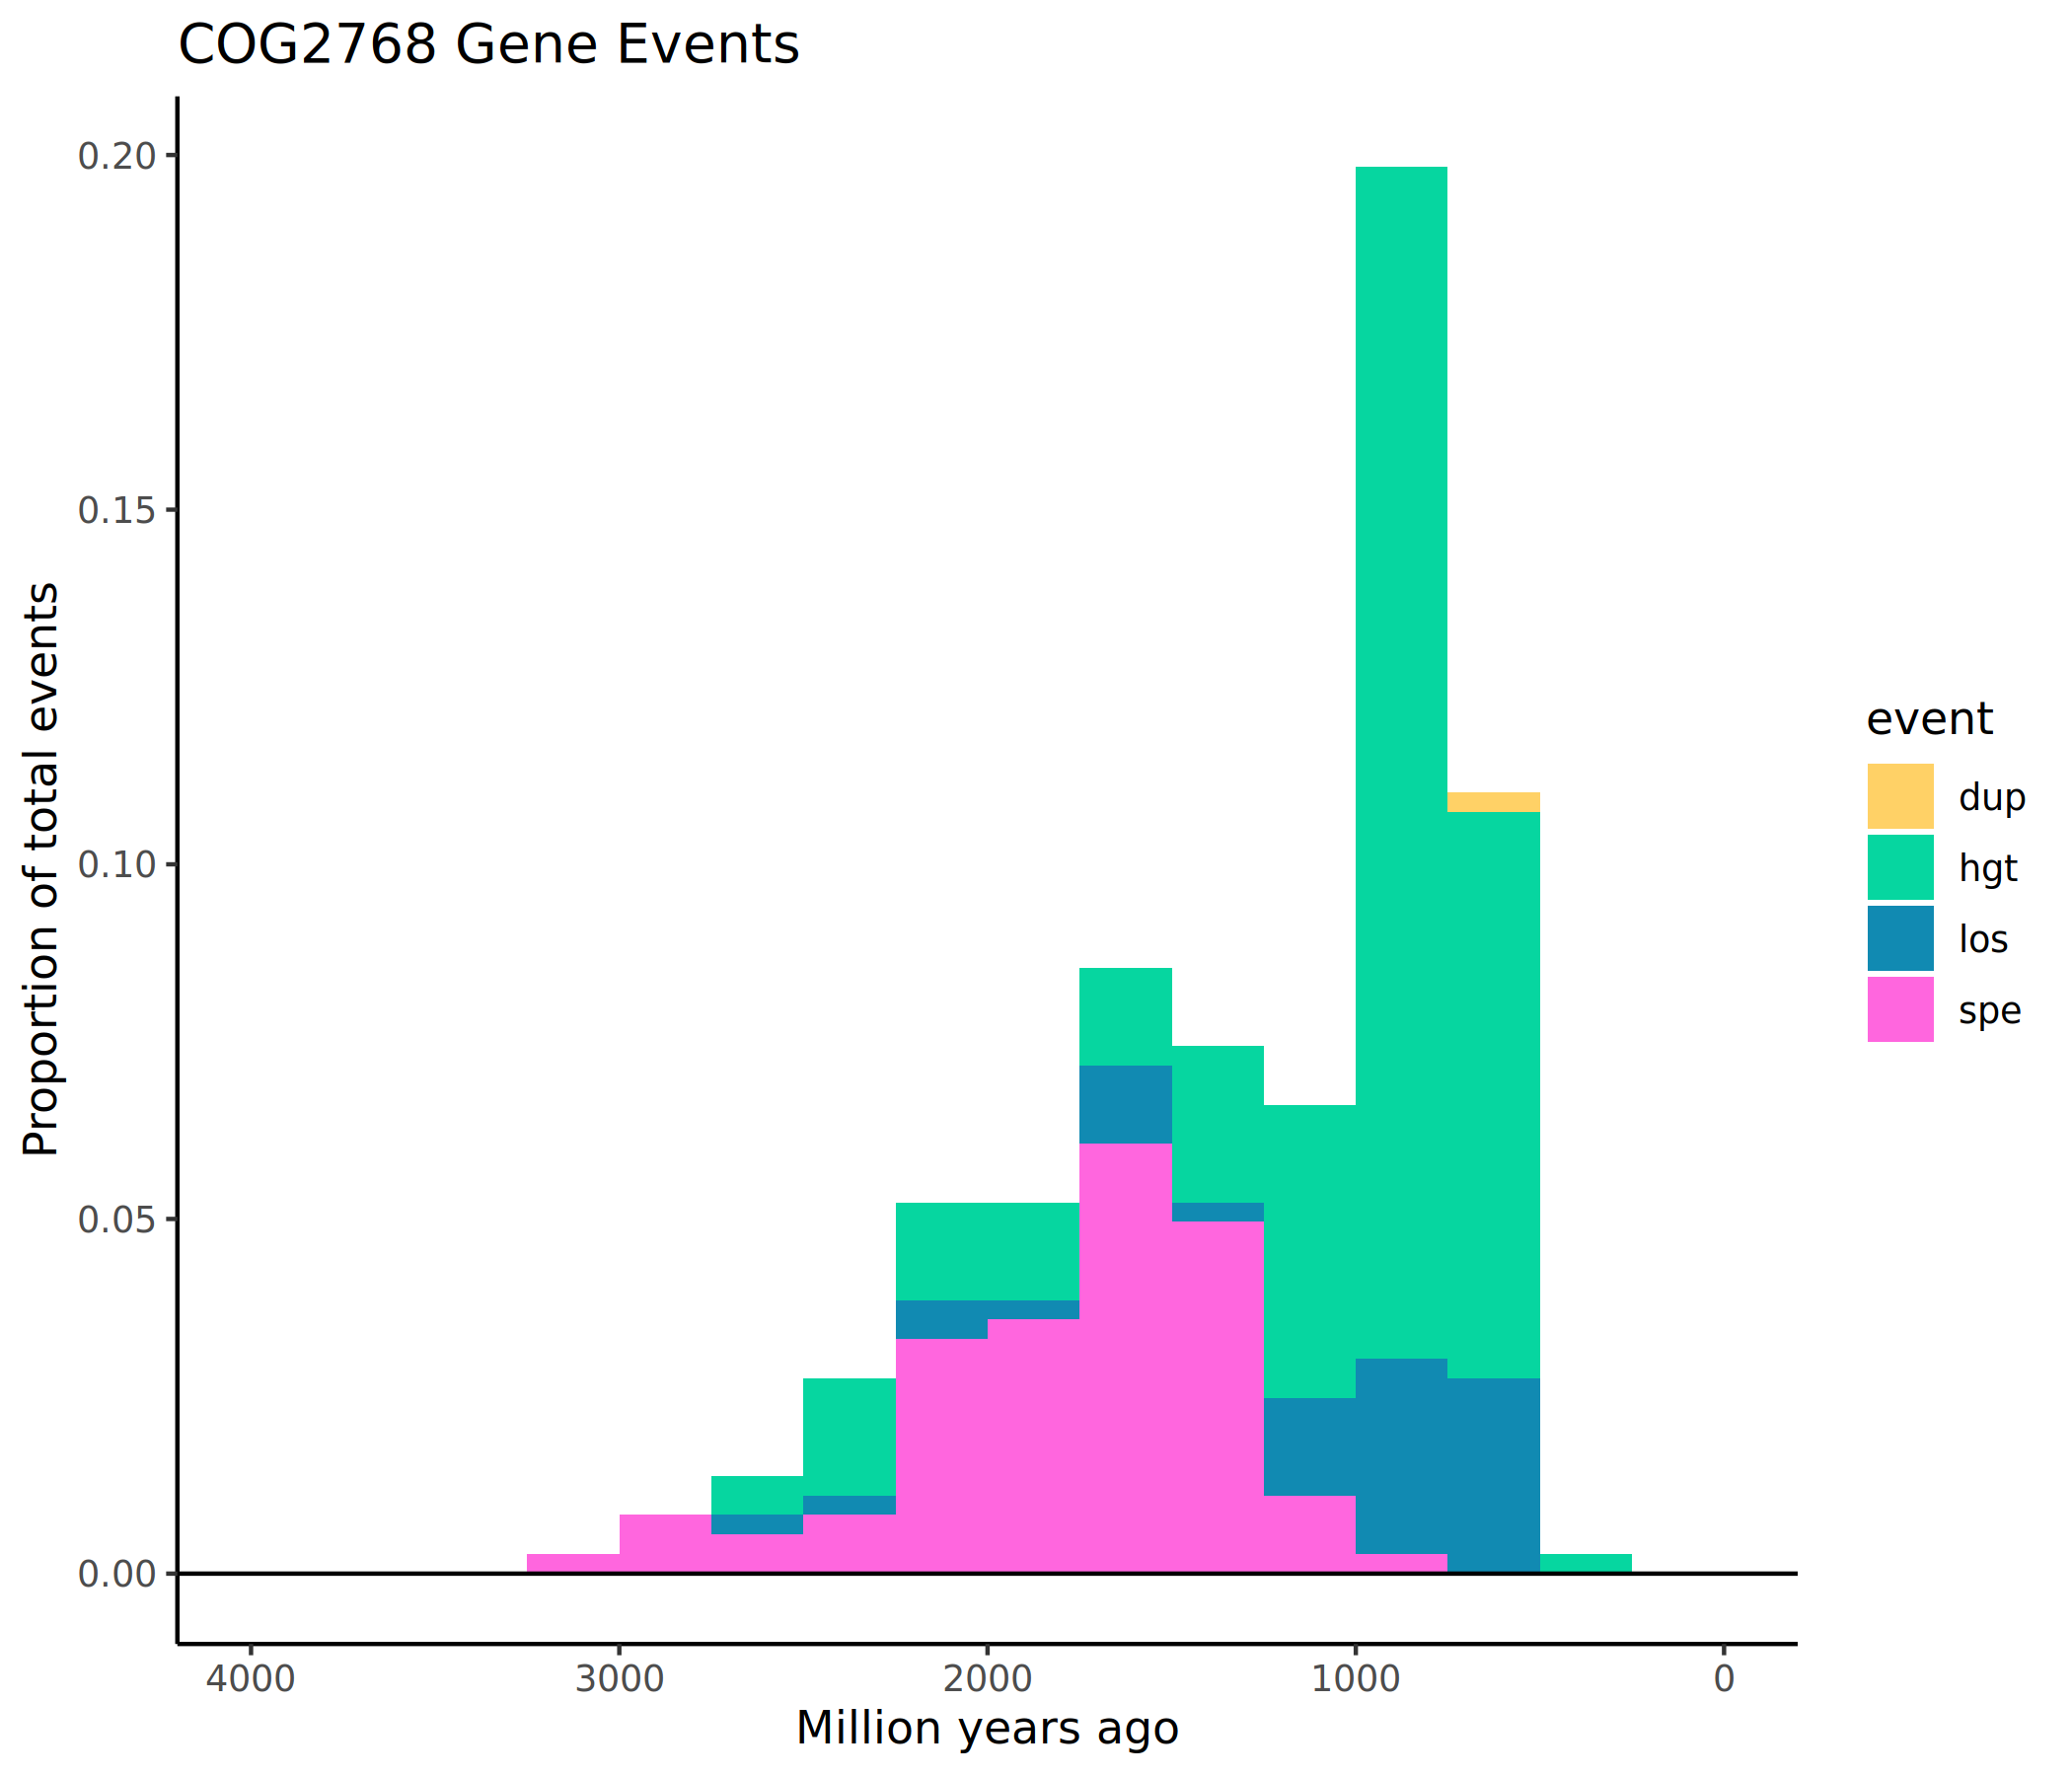 COG2768 Gene Events
Proportion of total events
0.20
0.15
0.10
0.05
0.00
4000 3000 2000 1000 0
Million years ago
event
dup
hgt
los
spe